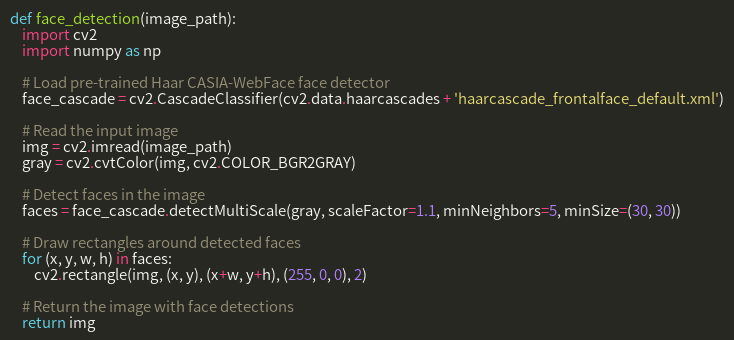 def face_detection(image_path):
import cv2
import numpy as np
# Load pre-trained Haar CASIA-WebFace face detector
face_cascade = cv2.CascadeClassifier(cv2.data.haarcascades + 'haarcascade_frontalface_default.xml')
# Read the input image
img = cv2.imread(image_path)
gray = cv2.cvtColor(img, cv2.COLOR_BGR2GRAY)
# Detect faces in the image
faces = face_cascade.detectMultiScale(gray, scaleFactor=1.1, minNeighbors=5, minSize=(30, 30))
# Draw rectangles around detected faces
for (x, y, w, h) in faces:
cv2.rectangle(img, (x, y), (x+w, y+h), (255, 0, 0), 2)
# Return the image with face detections
return img